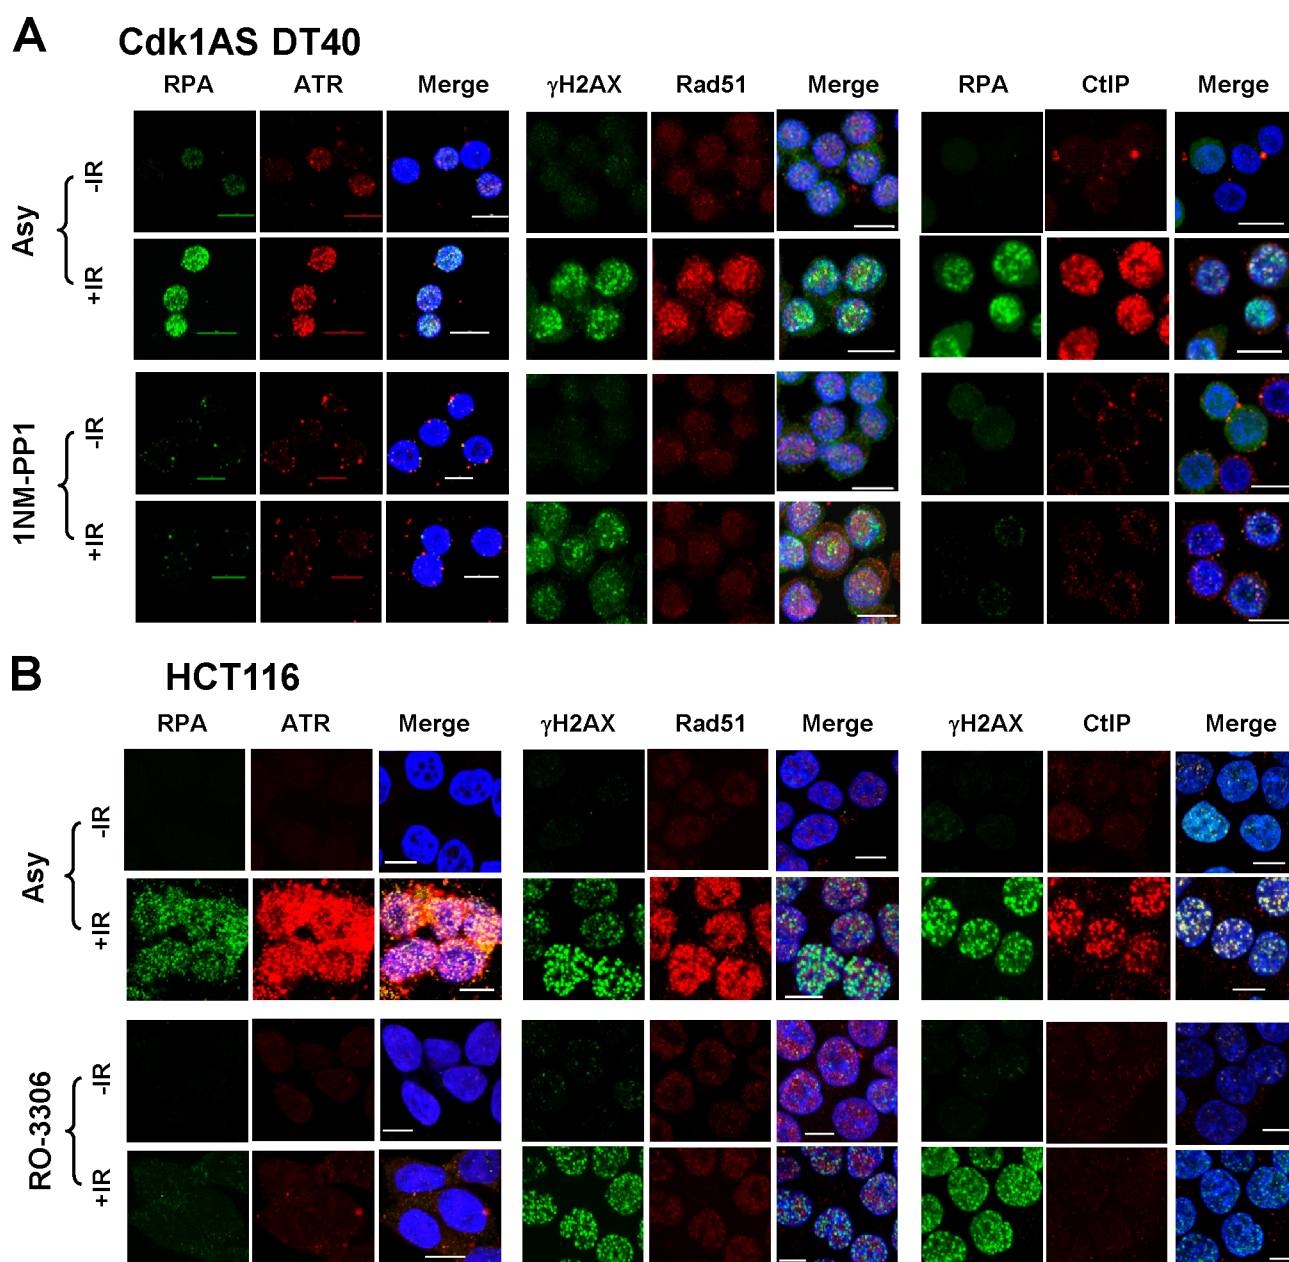 A Cdk1AS DT40
RPA ATR Merge γH2AX Rad51 Merge RPA CtIP Merge
Asy
-IR
+IR
1NM-PP1
-IR
+IR
B HCT116
RPA ATR Merge γH2AX Rad51 Merge γH2AX CtIP Merge
Asy
-IR
+IR
RO-3306
-IR
+IR